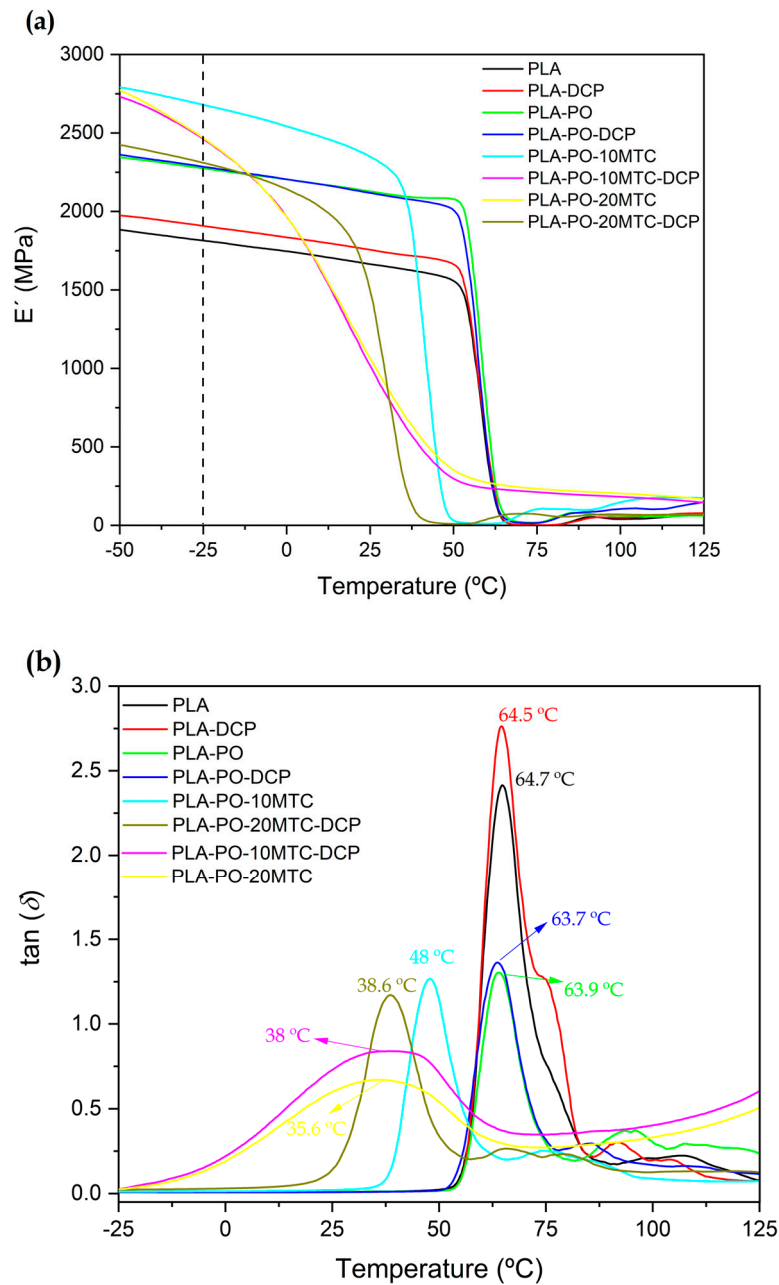 (a)
3000
2500
2000
1500
1000
500
0
E´ (MPa)
PLA
PLA-DCP
PLA-PO
PLA-PO-DCP
PLA-PO-10MTC
PLA-PO-10MTC-DCP
PLA-PO-20MTC
PLA-PO-20MTC-DCP
-50 -25 0 25 50 75 100 125
Temperature (ºC)
(b)
3.0
2.5
2.0
1.5
1.0
0.5
0.0
tan (δ)
PLA
PLA-DCP
PLA-PO
PLA-PO-DCP
PLA-PO-10MTC
PLA-PO-20MTC-DCP
PLA-PO-10MTC-DCP
PLA-PO-20MTC
64.5 ºC
64.7 ºC
63.7 ºC
48 ºC
63.9 ºC
38.6 ºC
38 ºC
35.6 ºC
-25 0 25 50 75 100 125
Temperature (ºC)